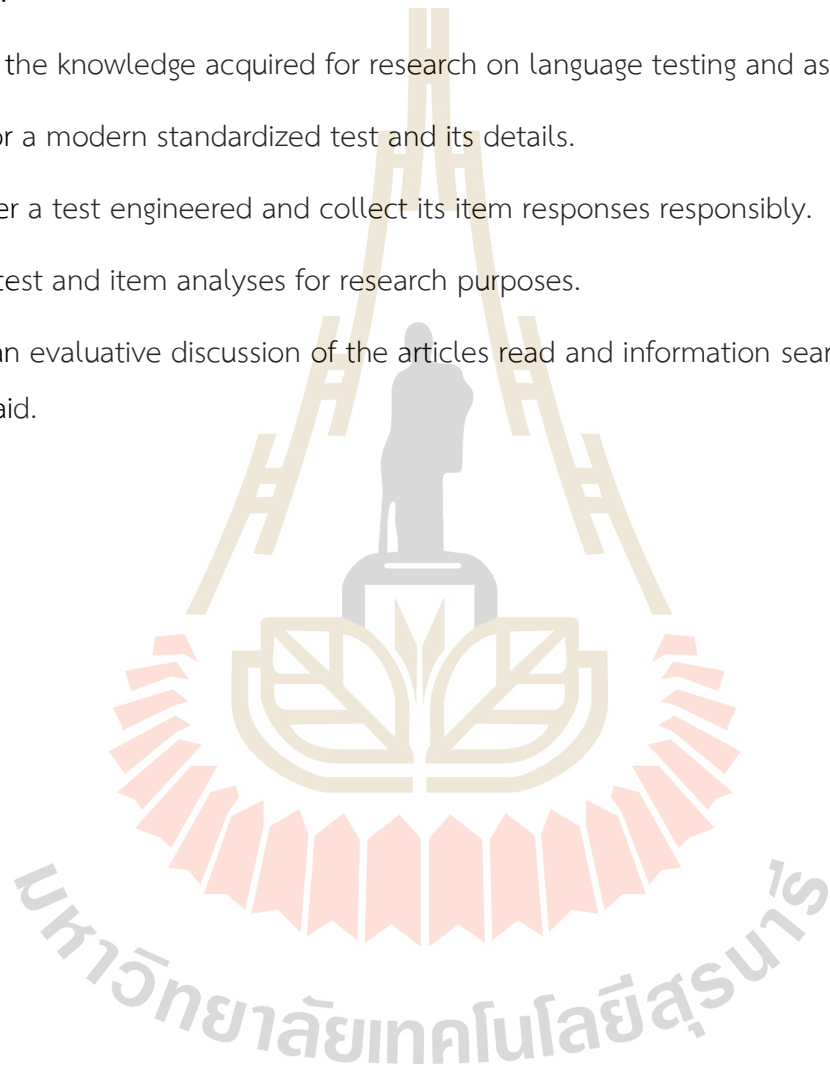 the knowledge acquired for research on language testing and as
or a modern standardized test and its details.
er a test engineered and collect its item responses responsibly.
test and item analyses for research purposes.
an evaluative discussion of the articles read and information sear
aid.
มหาวิทยาลัยเทคโนโลยีสุรนารี